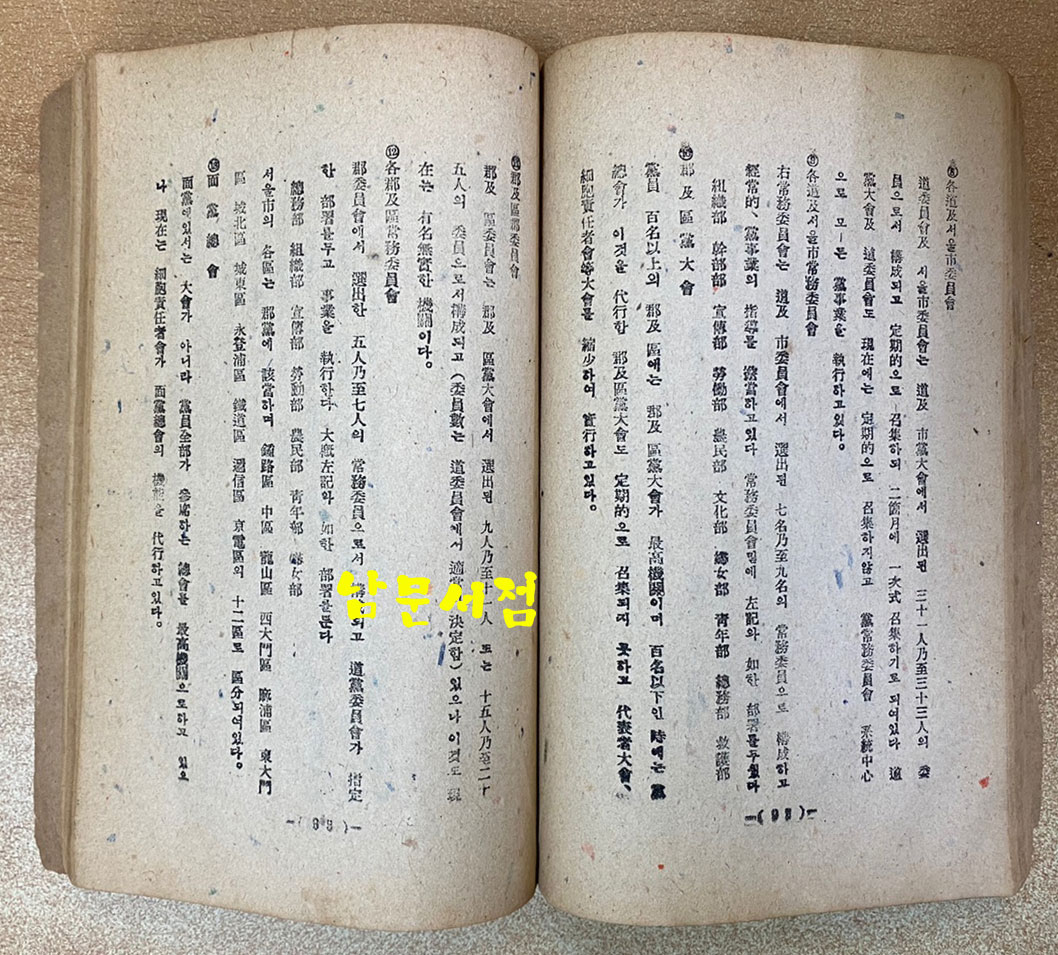 ⑧各道及서울市委員會
道委員會及 서울市委員會는 道及 市黨大會에서 選出된 三十一人乃至三十三人의 委
員으로서 構成되고 定期的으로 召集하되 二箇月에 一次式 召集하기로 되여있다 道
黨大會及 道委員會도 現在에는 定期的으로 召集하지않고 黨常務委員會 系統中心
으로 모ー든 黨事業을 執行하고있다。
⑨各道及서울市常務委員會
右常務委員會는 道及 市委員會에서 選出된 七名乃至九名의 常務委員으로 構成하고
經常的、黨事業의 指導를 擔當하고있다 常務委員會밑에 左記와 如한 部署를두웠다
組織部 幹部部 宣傳部 勞働部 農民部 文化部 婦女部 靑年部 總務部 救護部
⑩郡及區黨大會
黨員 百名以上의 郡及 區에는 郡及區黨大會가 最高機關이며 百名以下인 時에는 黨
總會가 이것을 代行한 郡及區黨大會도 定期的으로 召集되지 못하고 代表者大會、
細胞責任者會等大會를 縮少하여 實行하고있다。
—(92)—
⑪郡及區黨部委員會
郡及 區委員會는 郡及 區黨大會에서 選出된 九人乃至十 人 또는 十五人乃至二十
五人의 委員으로서構成되고(委員數는 道委員會에서 適當 決定함)있으나 이것도 現
在는 有名無實한 機關이다。
⑫各郡及區常務委員會
郡委員會에서 選出한 五人乃至七人의 常務委員으로서 構 되고 道黨委員會가 指定
한 部署를두고 事業을 執行한다 大槪左記와 如한 部署를둔다
總務部 組織部 宣傳部 勞動部 農民部 靑年部 婦女部
서울市의 各區는 郡黨에 該當하며 鍾路區 中區 龍山區 西大門區 麻浦區 東大門
區 城北區 城東區 永登浦區 鐵道區 遞信區 京電區의 十二區로 區分되여있다。
⑬面黨總會
面黨에있서는 大會가 아니라 黨員全部가 參席하는 總會를 最高機關으로하고 있으
나 現在는 細胞責任者會가 面黨總會의 機能을 代行하고있다。
—(93)—
남문서점